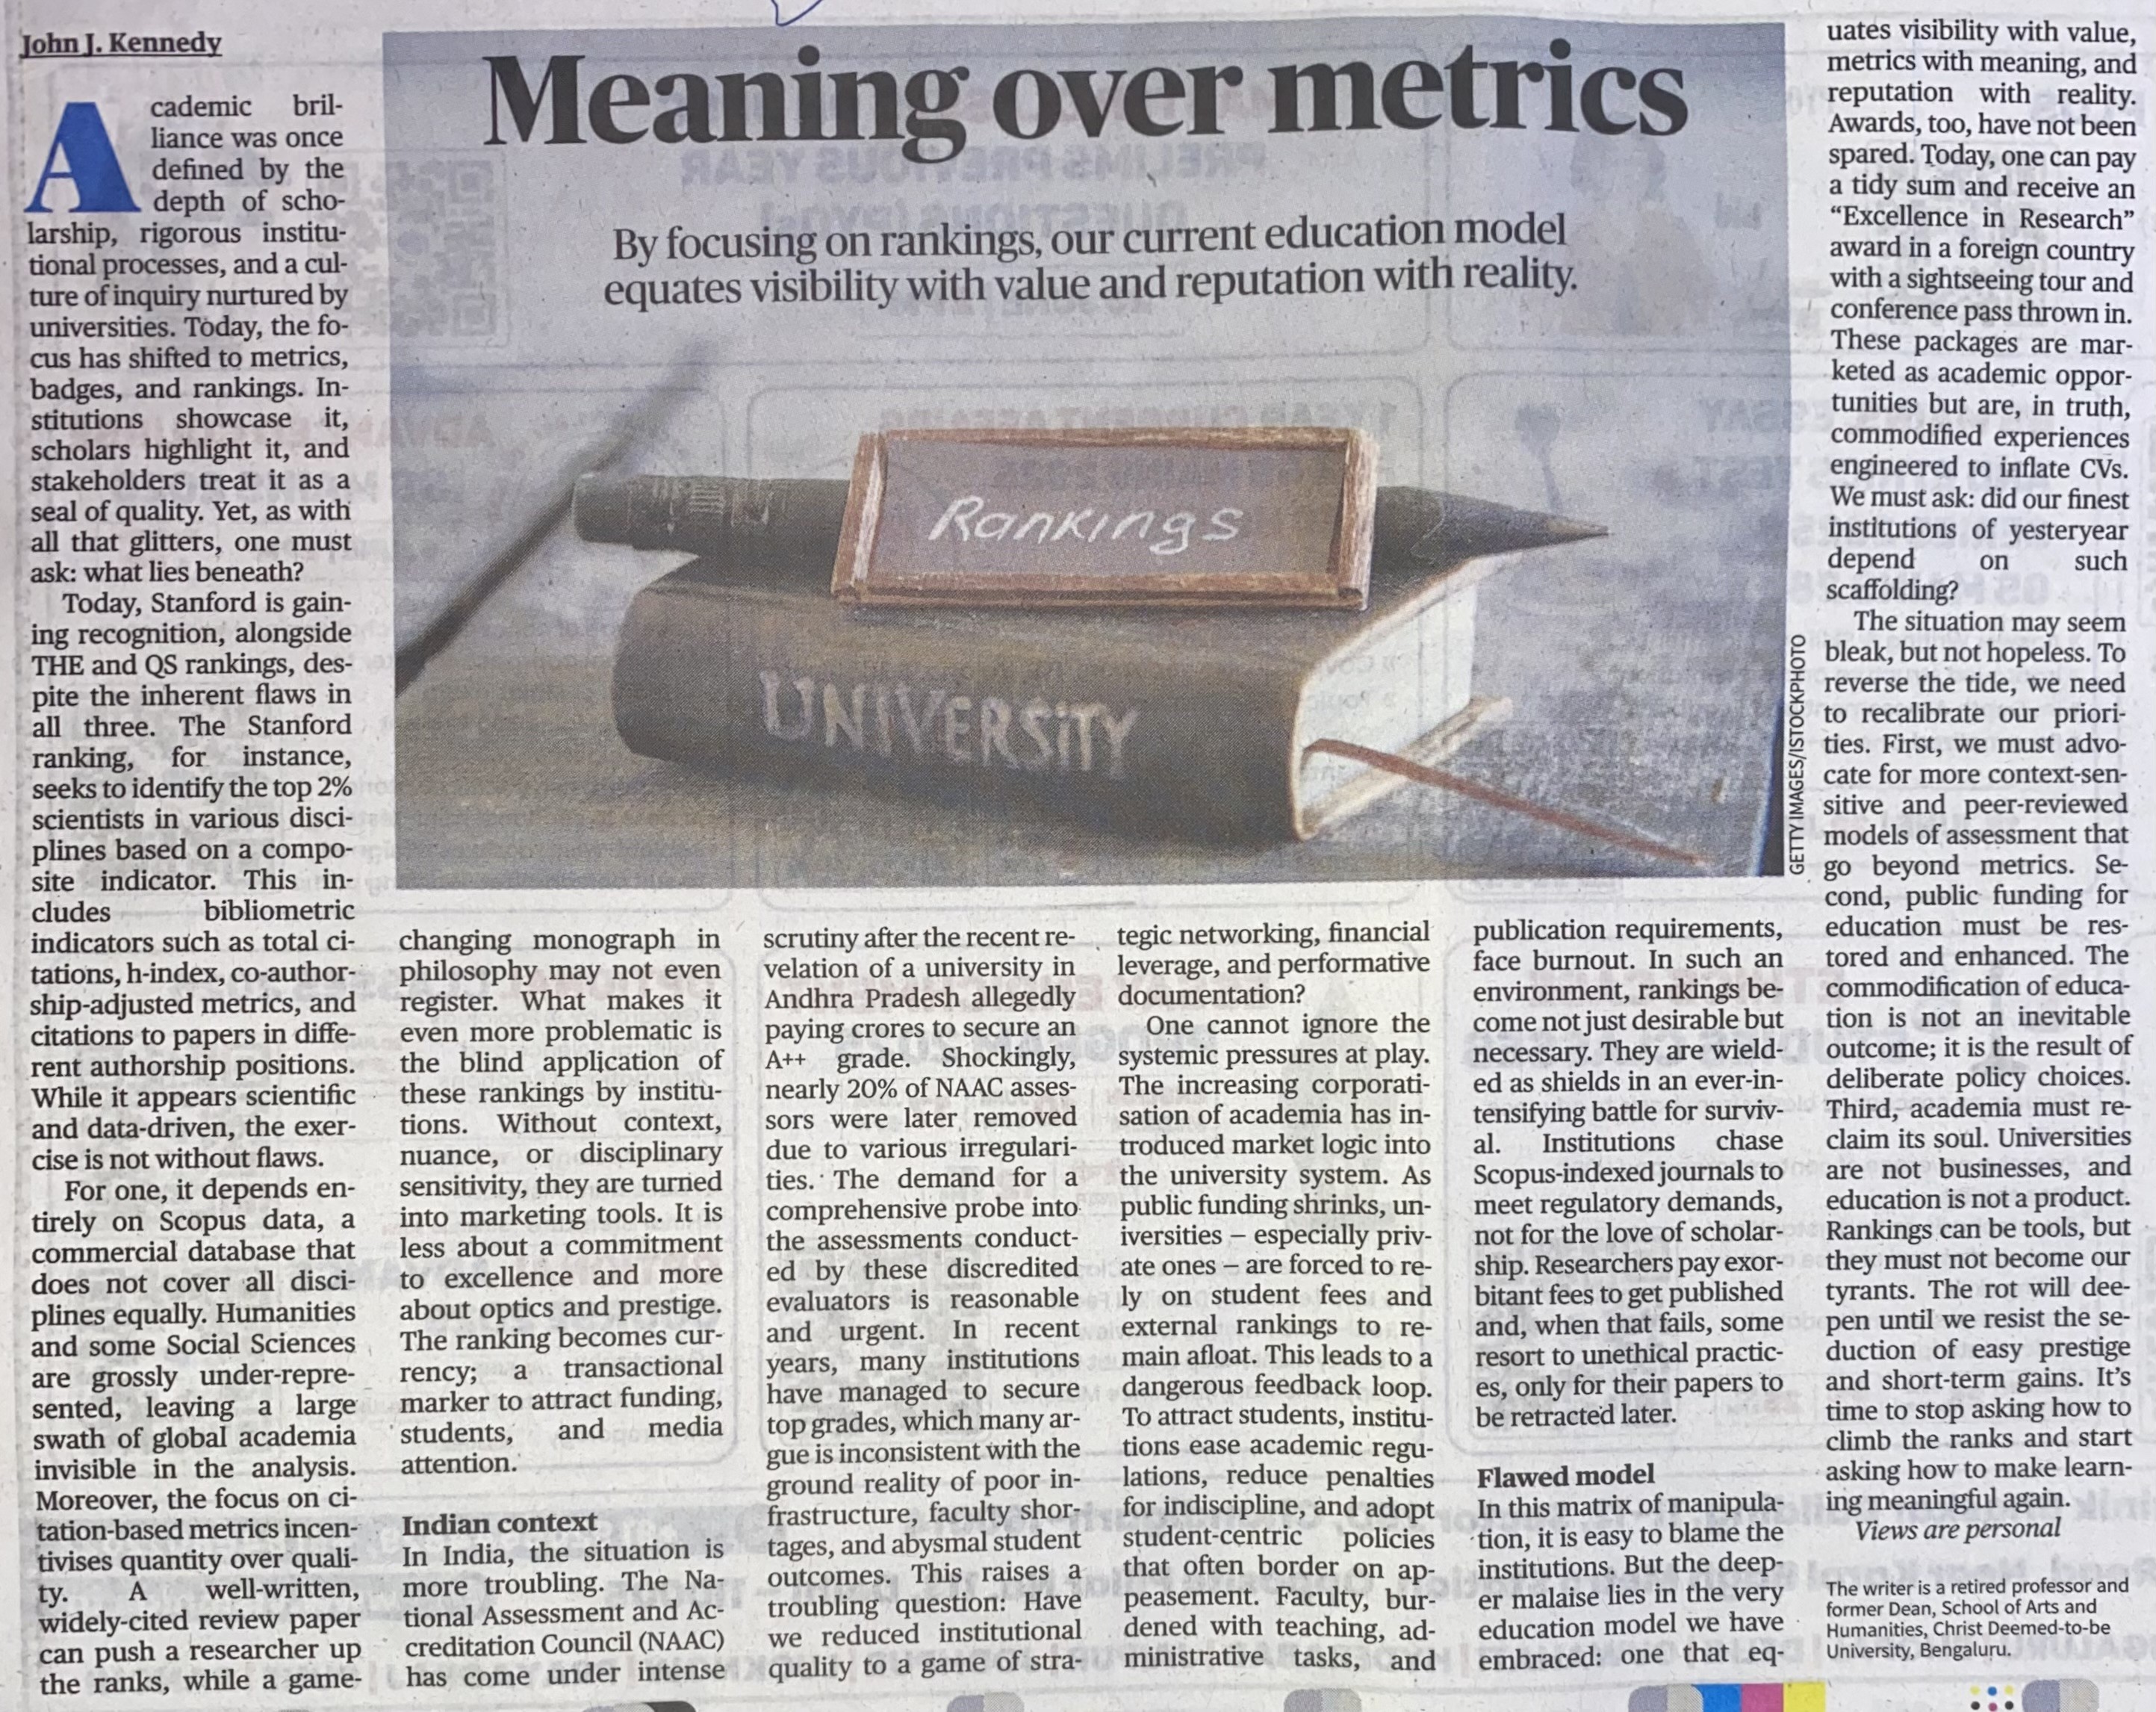 John J. Kennedy
Meaning over metrics
By focusing on rankings, our current education model
equates visibility with value and reputation with reality.
Rankings
UNIVERSITY
GETTY IMAGES/ISTOCKPHOTO
Academic bril-
liance was once
defined by the
depth of scho-
larship, rigorous institu-
tional processes, and a cul-
ture of inquiry nurtured by
universities. Today, the fo-
cus has shifted to metrics,
badges, and rankings. In-
stitutions showcase it,
scholars highlight it, and
stakeholders treat it as a
seal of quality. Yet, as with
all that glitters, one must
ask: what lies beneath?
Today, Stanford is gain-
ing recognition, alongside
THE and QS rankings, des-
pite the inherent flaws in
all three. The Stanford
ranking, for instance,
seeks to identify the top 2%
scientists in various disci-
plines based on a compo-
site indicator. This in-
cludes bibliometric
indicators such as total ci-
tations, h-index, co-author-
ship-adjusted metrics, and
citations to papers in diffe-
rent authorship positions.
While it appears scientific
and data-driven, the exer-
cise is not without flaws.
For one, it depends en-
tirely on Scopus data, a
commercial database that
does not cover all disci-
plines equally. Humanities
and some Social Sciences
are grossly under-repre-
sented, leaving a large
swath of global academia
invisible in the analysis.
Moreover, the focus on ci-
tation-based metrics incen-
tivises quantity over quali-
ty. A well-written,
widely-cited review paper
can push a researcher up
the ranks, while a game-
changing monograph in
philosophy may not even
register. What makes it
even more problematic is
the blind application of
these rankings by institu-
tions. Without context,
nuance, or disciplinary
sensitivity, they are turned
into marketing tools. It is
less about a commitment
to excellence and more
about optics and prestige.
The ranking becomes cur-
rency; a transactional
marker to attract funding,
students, and media
attention.
Indian context
In India, the situation is
more troubling. The Na-
tional Assessment and Ac-
creditation Council (NAAC)
has come under intense
scrutiny after the recent re-
velation of a university in
Andhra Pradesh allegedly
paying crores to secure an
A++ grade. Shockingly,
nearly 20% of NAAC asses-
sors were later removed
due to various irregulari-
ties. The demand for a
comprehensive probe into
the assessments conduct-
ed by these discredited
evaluators is reasonable
and urgent. In recent
years, many institutions
have managed to secure
top grades, which many ar-
gue is inconsistent with the
ground reality of poor in-
frastructure, faculty shor-
tages, and abysmal student
outcomes. This raises a
troubling question: Have
we reduced institutional
quality to a game of stra-
tegic networking, financial
leverage, and performative
documentation?
One cannot ignore the
systemic pressures at play.
The increasing corporati-
sation of academia has in-
troduced market logic into
the university system. As
public funding shrinks, un-
iversities – especially priv-
ate ones – are forced to re-
ly on student fees and
external rankings to re-
main afloat. This leads to a
dangerous feedback loop.
To attract students, institu-
tions ease academic regu-
lations, reduce penalties
for indiscipline, and adopt
student-centric policies
that often border on ap-
peasement. Faculty, bur-
dened with teaching, ad-
ministrative tasks, and
publication requirements,
face burnout. In such an
environment, rankings be-
come not just desirable but
necessary. They are wield-
ed as shields in an ever-in-
tensifying battle for surviv-
al. Institutions chase
Scopus-indexed journals to
meet regulatory demands,
not for the love of scholar-
ship. Researchers pay exor-
bitant fees to get published
and, when that fails, some
resort to unethical practic-
es, only for their papers to
be retracted later.
Flawed model
In this matrix of manipula-
tion, it is easy to blame the
institutions. But the deep-
er malaise lies in the very
education model we have
embraced: one that eq-
uates visibility with value,
metrics with meaning, and
reputation with reality.
Awards, too, have not been
spared. Today, one can pay
a tidy sum and receive an
“Excellence in Research”
award in a foreign country
with a sightseeing tour and
conference pass thrown in.
These packages are mar-
keted as academic oppor-
tunities but are, in truth,
commodified experiences
engineered to inflate CVs.
We must ask: did our finest
institutions of yesteryear
depend on such
scaffolding?
The situation may seem
bleak, but not hopeless. To
reverse the tide, we need
to recalibrate our priori-
ties. First, we must advo-
cate for more context-sen-
sitive and peer-reviewed
models of assessment that
go beyond metrics. Se-
cond, public funding for
education must be res-
tored and enhanced. The
commodification of educa-
tion is not an inevitable
outcome; it is the result of
deliberate policy choices.
Third, academia must re-
claim its soul. Universities
are not businesses, and
education is not a product.
Rankings can be tools, but
they must not become our
tyrants. The rot will dee-
pen until we resist the se-
duction of easy prestige
and short-term gains. It’s
time to stop asking how to
climb the ranks and start
asking how to make learn-
ing meaningful again.
Views are personal
The writer is a retired professor and
former Dean, School of Arts and
Humanities, Christ Deemed-to-be
University, Bengaluru.